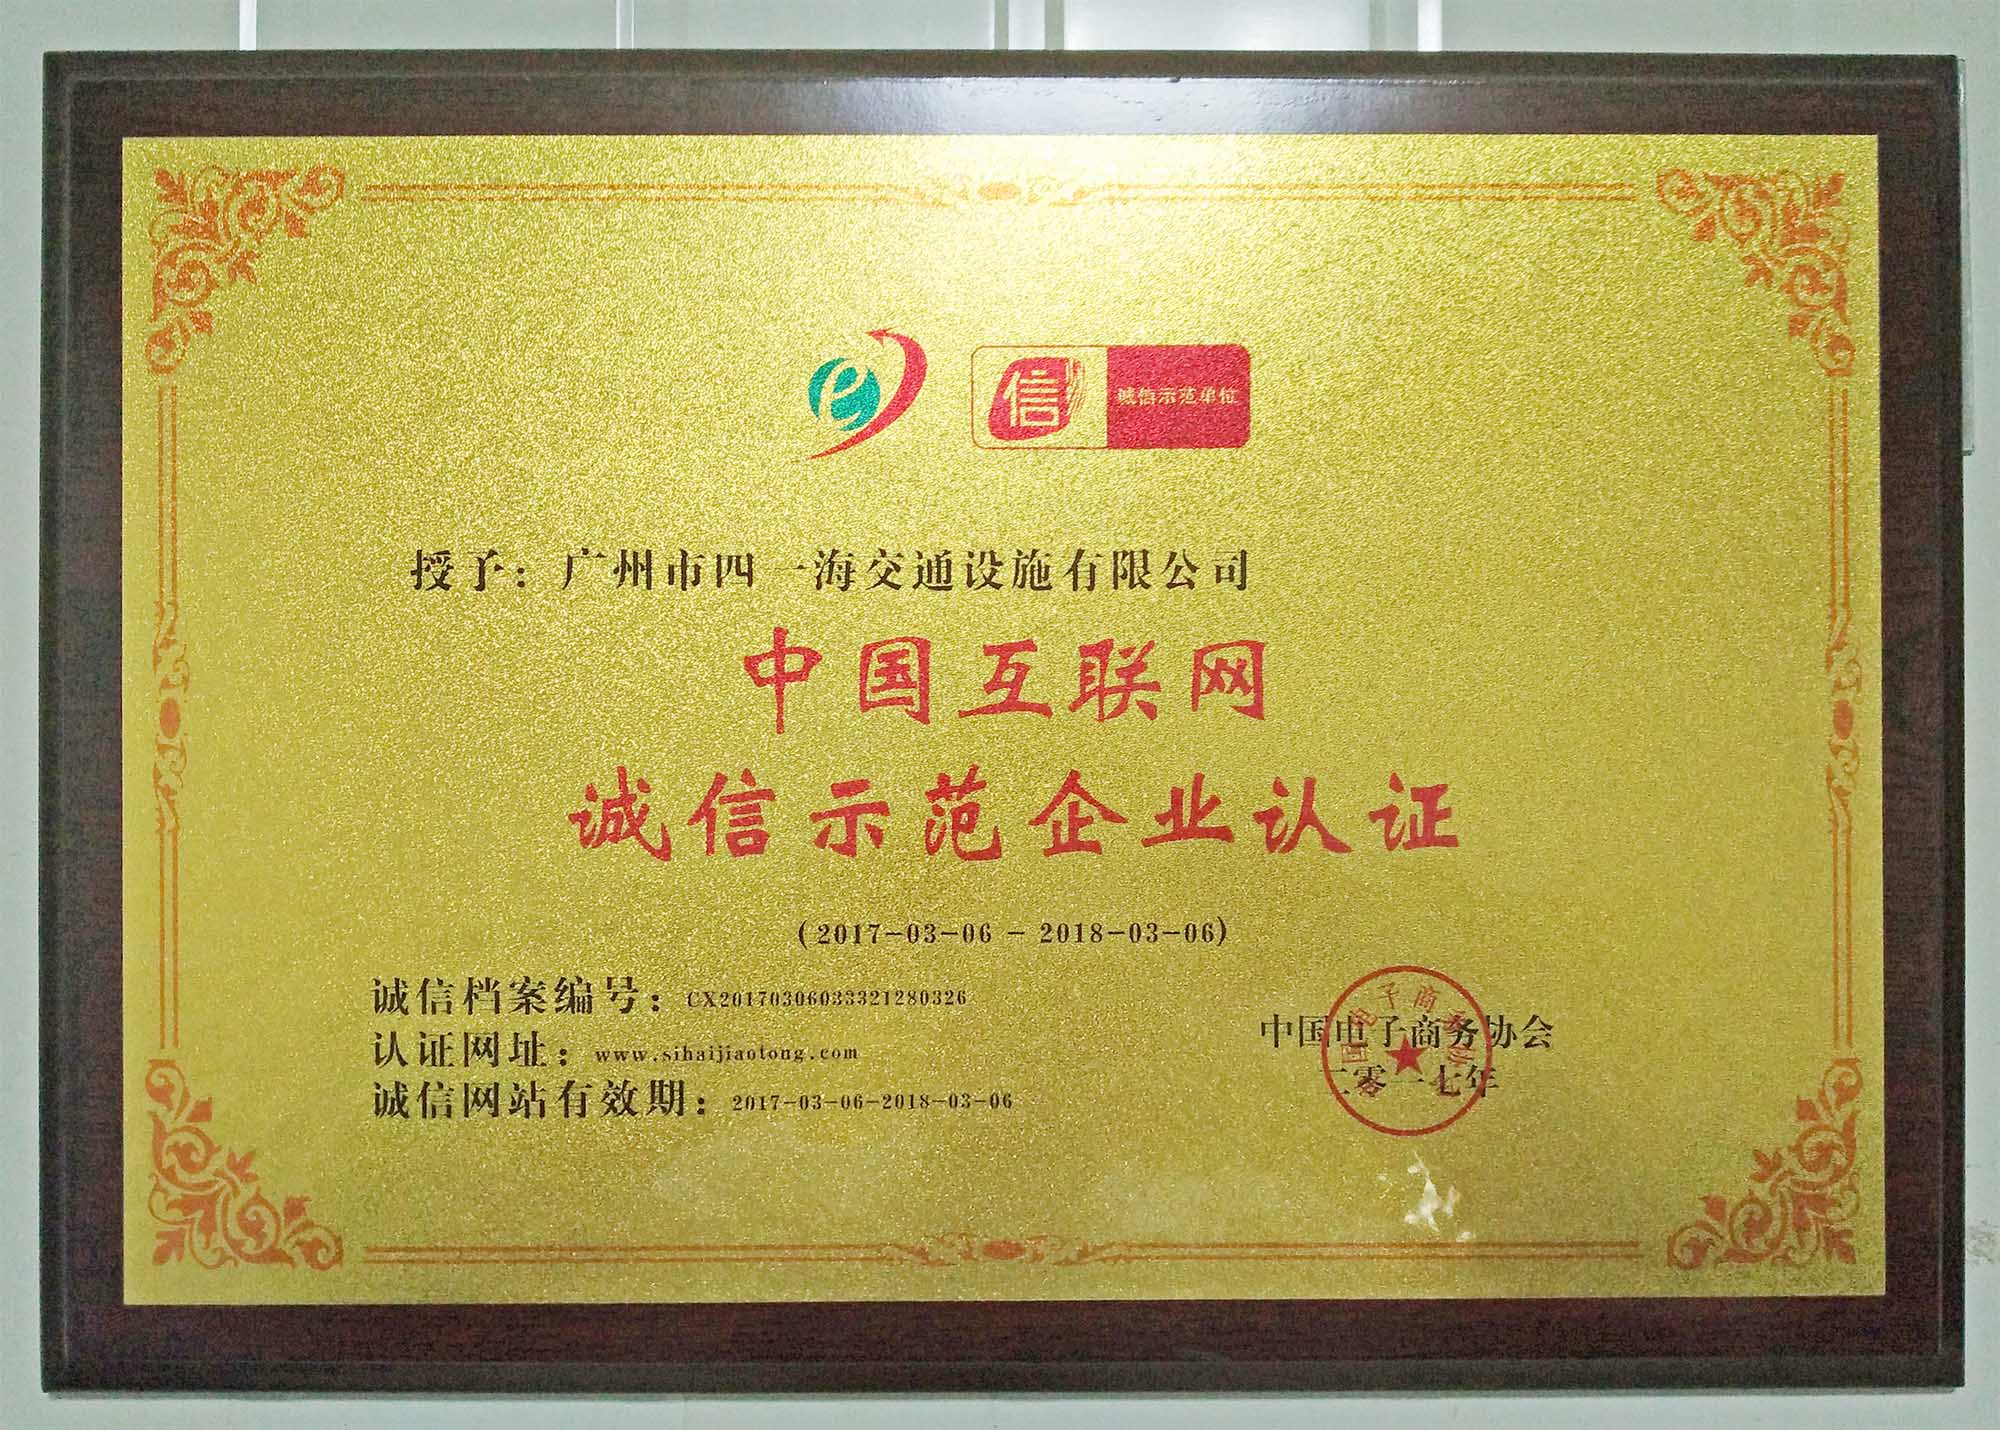 信 诚信示范单位
授予：广州市四一海交通设施有限公司
中国互联网
诚信示范企业认证
(2017-03-06 - 2018-03-06)
诚信档案编号：CX20170306033321280326
认证网址：www.sihaijiaotong.com
诚信网站有效期：2017-03-06-2018-03-06
中国电子商务协会
二零一七年